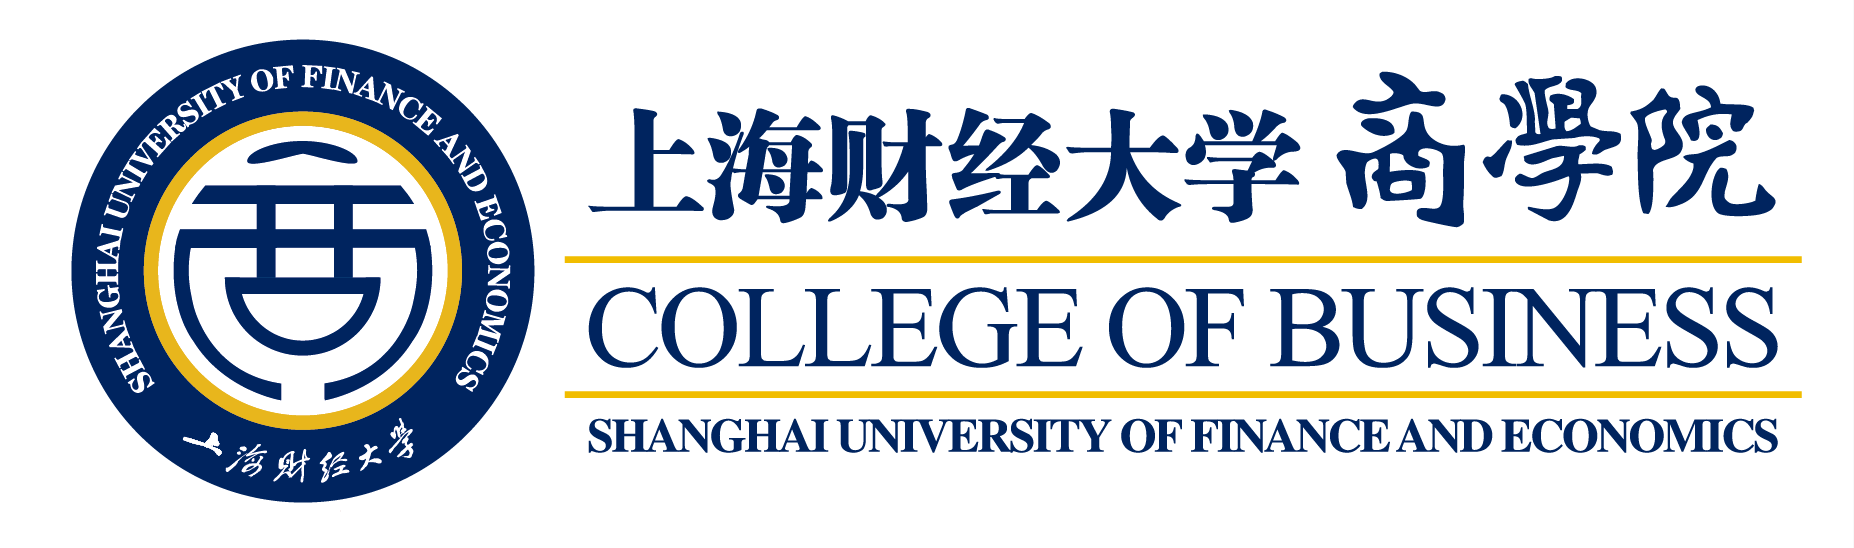 SHANGHAI UNIVERSITY OF FINANCE AND ECONOMICS
上海财经大学
上海财经大学 商學院
COLLEGE OF BUSINESS
SHANGHAI UNIVERSITY OF FINANCE AND ECONOMICS